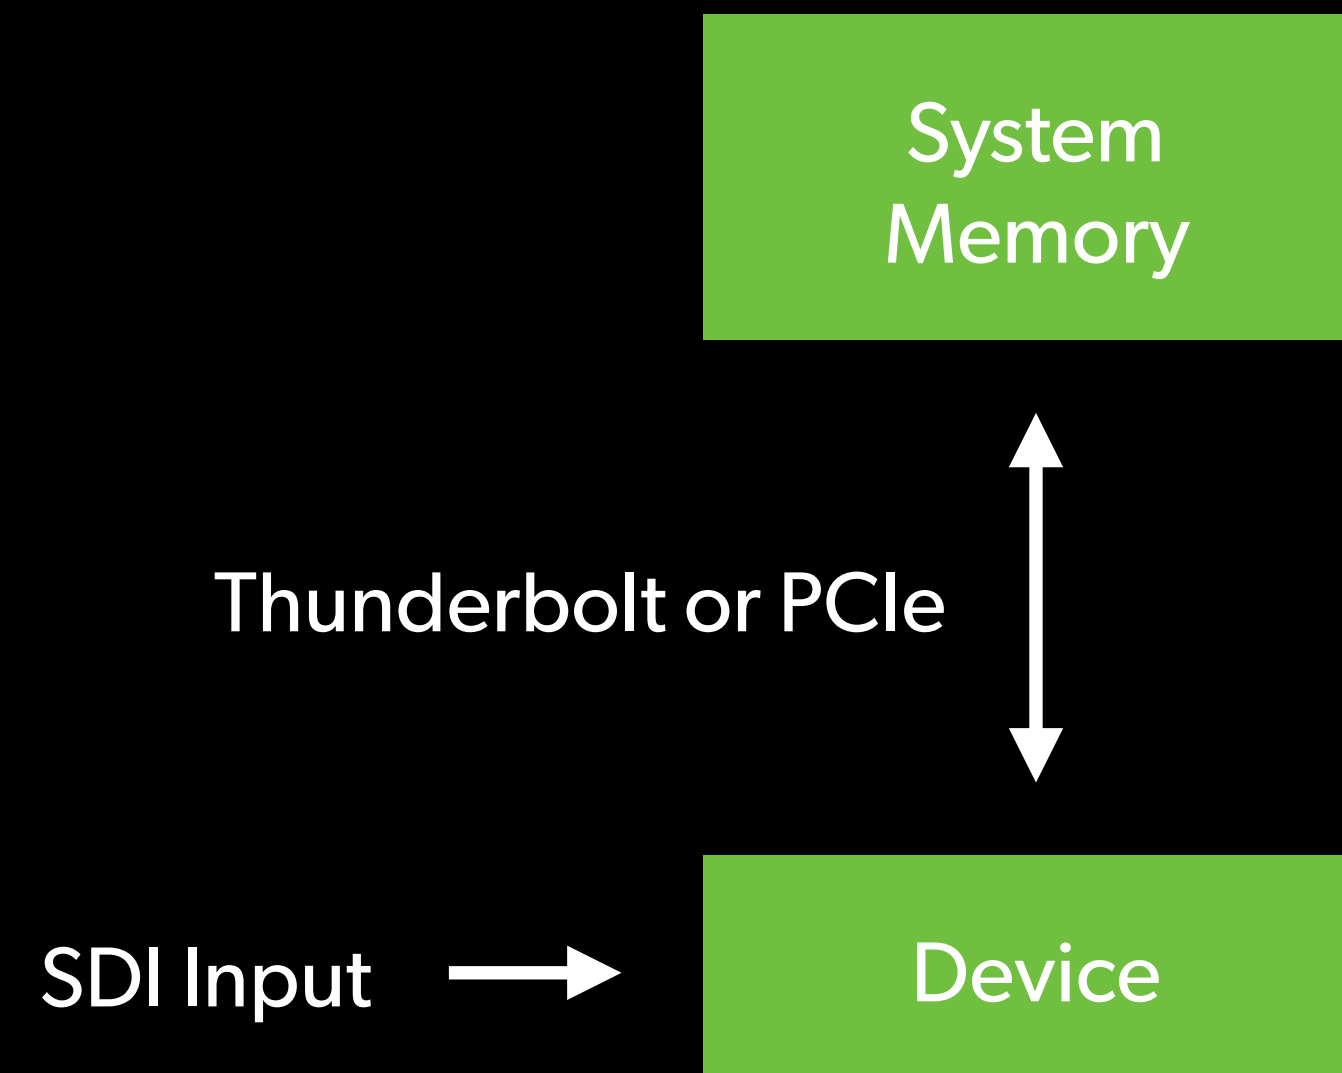 System
Memory
Thunderbolt or PCIe
SDI Input
Device